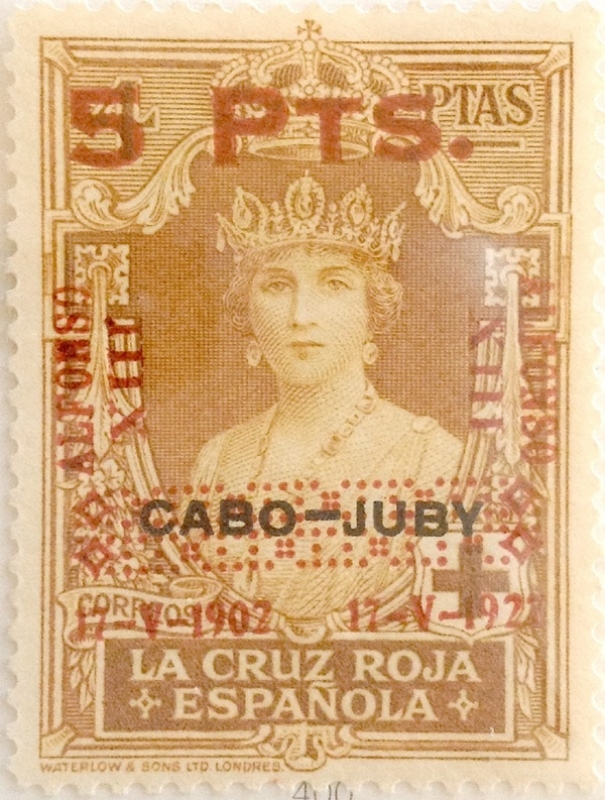 5 PTS.
4 PTAS
ALFONSO
XIII
ALFONSO
XIII
CABO-JUBY
CORREOS
17-V-1902 17-V-1927
LA CRUZ ROJA
ESPAÑOLA
WATERLOW & SONS LTD. LONDRES.